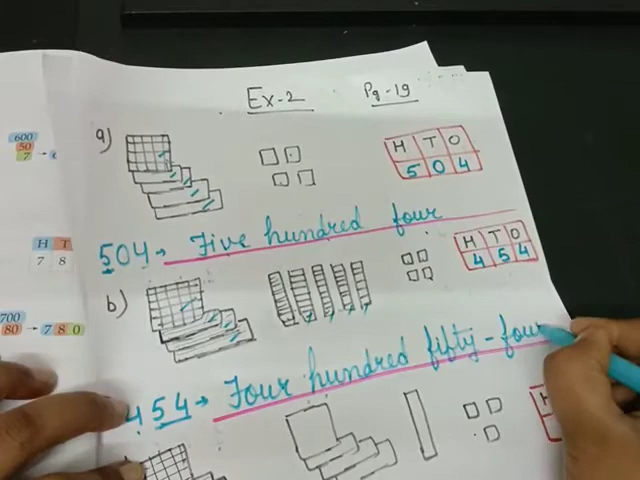 Ex-2 Pg-19
600
50
7 →
a)
H T O
5 0 4
504 → Five hundred four
H T
7 8
b)
H T O
4 5 4
700
80 → 7 8 0
454 → Four hundred fifty-four
H